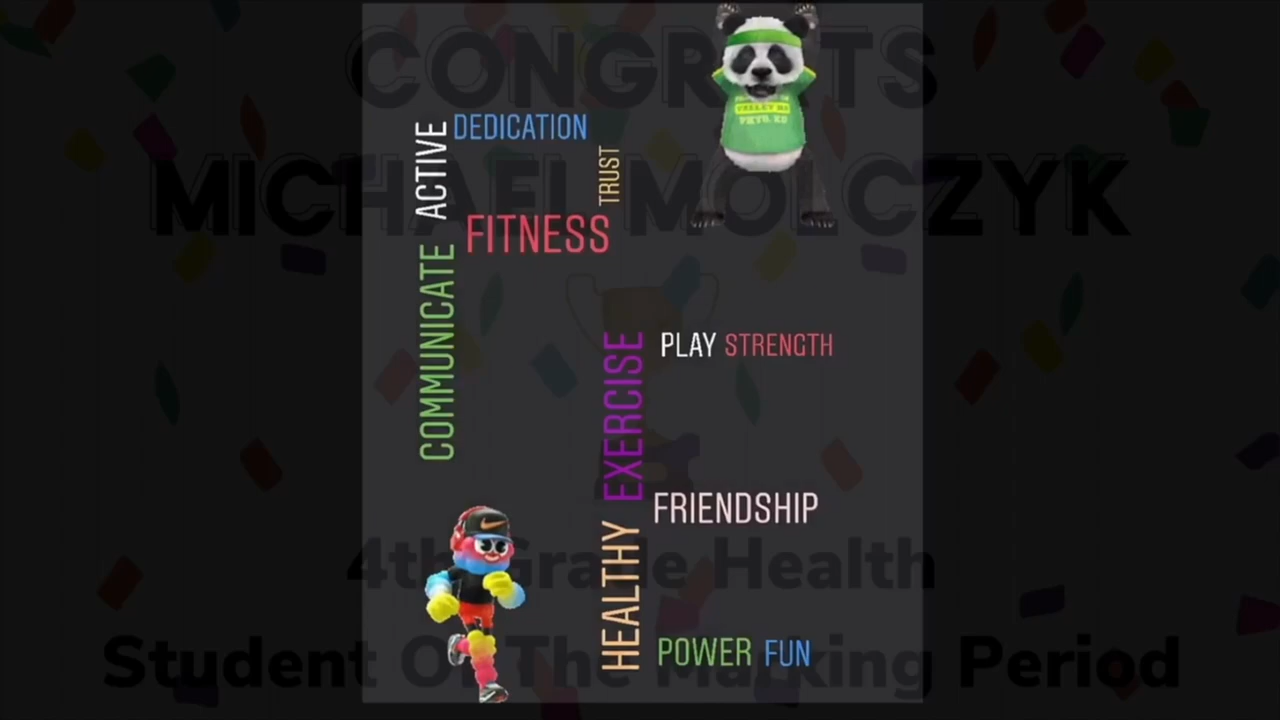 CONGRATS
MICHAEL MOLCZYK
DEDICATION
ACTIVE
TRUST
FITNESS
COMMUNICATE
EXERCISE
PLAY STRENGTH
FRIENDSHIP
HEALTHY
POWER FUN
4th Grade Health
Student Of The Marking Period